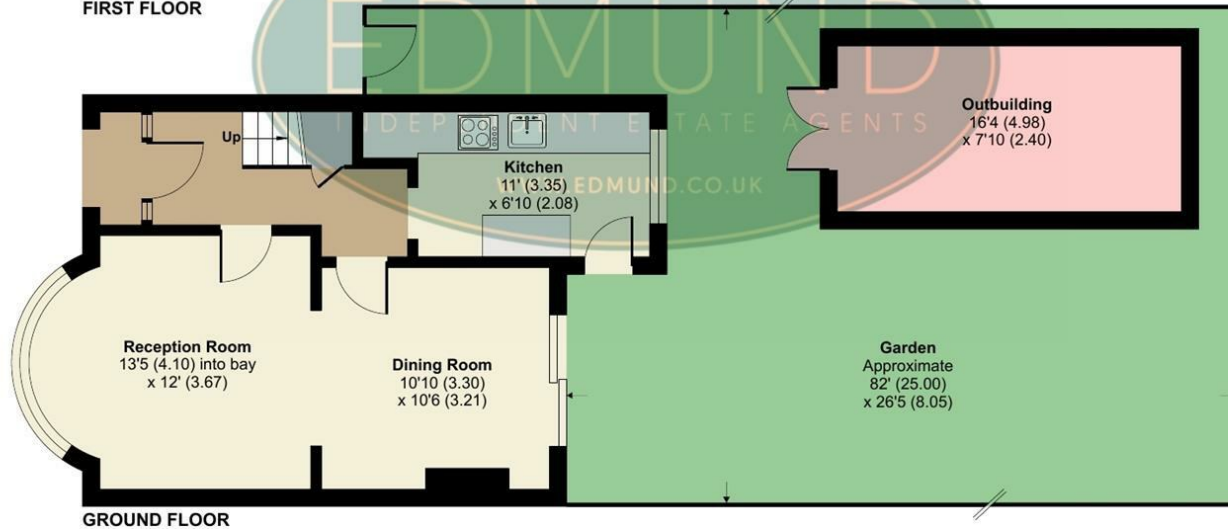 FIRST FLOOR
EDMUND
INDEPENDENT ESTATE AGENTS
WWW.EDMUND.CO.UK
Up
Kitchen
11' (3.35)
x 6'10 (2.08)
Outbuilding
16'4 (4.98)
x 7'10 (2.40)
Reception Room
13'5 (4.10) into bay
x 12' (3.67)
Dining Room
10'10 (3.30)
x 10'6 (3.21)
Garden
Approximate
82' (25.00)
x 26'5 (8.05)
GROUND FLOOR